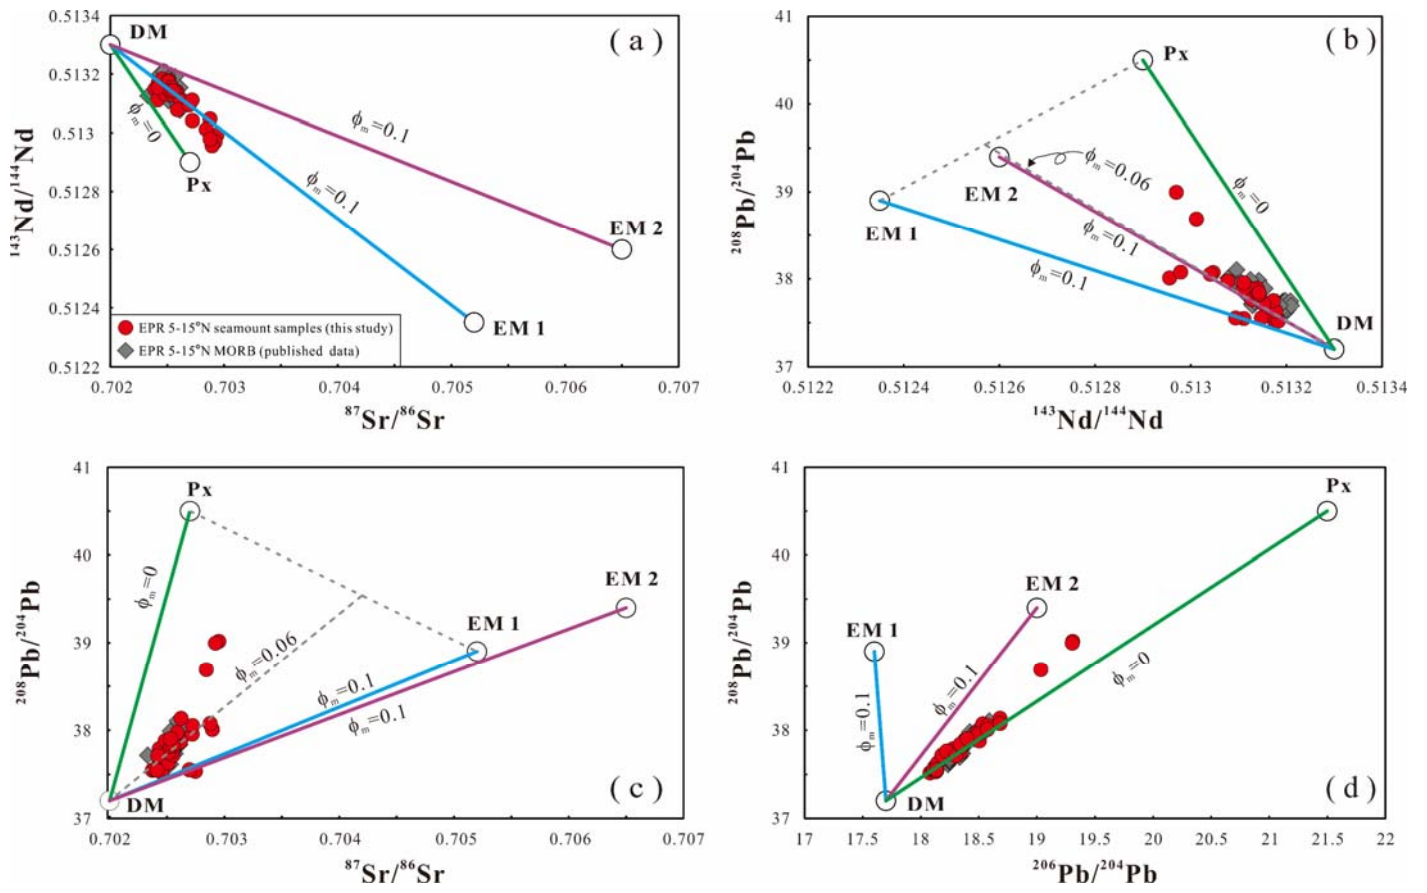 ( a )
DM
0.5134
0.5132
0.513
0.5128
0.5126
0.5124
0.5122
¹⁴³Nd/¹⁴⁴Nd
ϕₘ=0
Px
ϕₘ=0.1
ϕₘ=0.1
EM 2
EM 1
EPR 5-15°N seamount samples (this study)
EPR 5-15°N MORB (published data)
0.702
0.703
0.704
0.705
0.706
0.707
⁸⁷Sr/⁸⁶Sr
( b )
41
40
39
38
37
²⁰⁸Pb/²⁰⁴Pb
Px
EM 2
EM 1
ϕₘ=0.06
ϕₘ=0
ϕₘ=0.1
ϕₘ=0.1
DM
0.5122
0.5124
0.5126
0.5128
0.513
0.5132
0.5134
¹⁴³Nd/¹⁴⁴Nd
( c )
41
40
39
38
37
²⁰⁸Pb/²⁰⁴Pb
Px
ϕₘ=0
ϕₘ=0.06
EM 1
EM 2
ϕₘ=0.1
ϕₘ=0.1
DM
0.702
0.703
0.704
0.705
0.706
0.707
⁸⁷Sr/⁸⁶Sr
( d )
41
40
39
38
37
²⁰⁸Pb/²⁰⁴Pb
Px
EM 2
EM 1
ϕₘ=0.1
ϕₘ=0.1
ϕₘ=0
DM
17
17.5
18
18.5
19
19.5
20
20.5
21
21.5
22
²⁰⁶Pb/²⁰⁴Pb